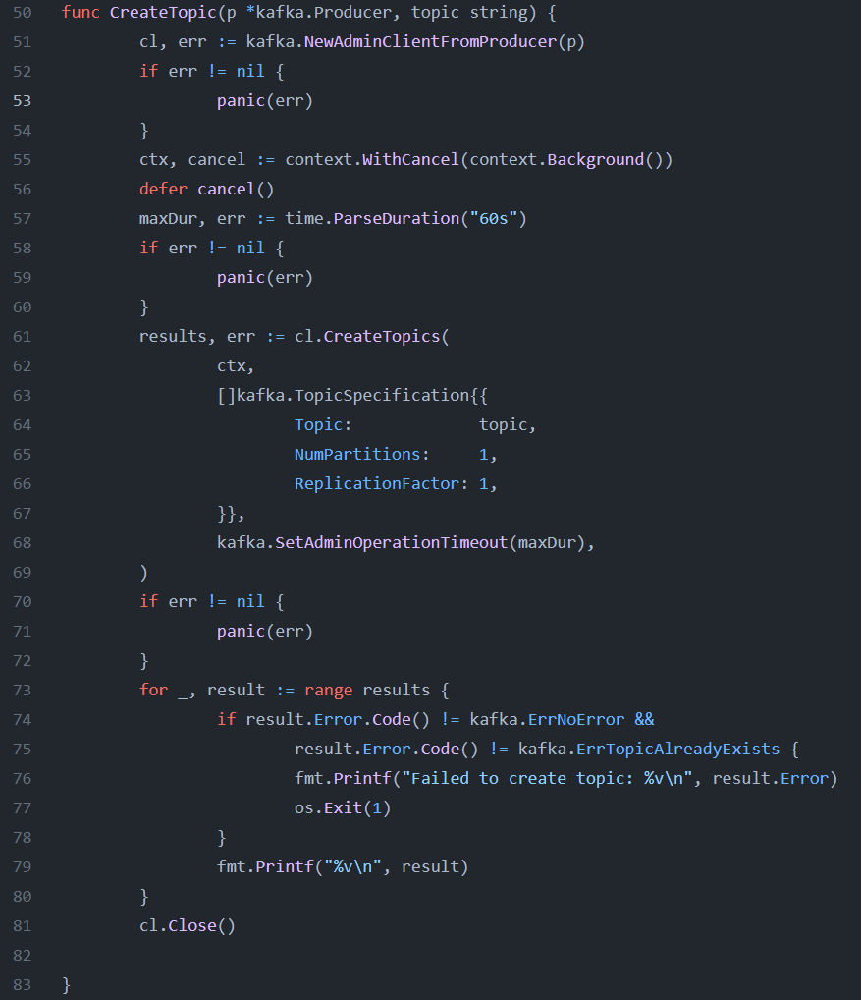 50 func CreateTopic(p *kafka.Producer, topic string) {
51         cl, err := kafka.NewAdminClientFromProducer(p)
52         if err != nil {
53                 panic(err)
54         }
55         ctx, cancel := context.WithCancel(context.Background())
56         defer cancel()
57         maxDur, err := time.ParseDuration("60s")
58         if err != nil {
59                 panic(err)
60         }
61         results, err := cl.CreateTopics(
62                 ctx,
63                 []kafka.TopicSpecification{{
64                         Topic:             topic,
65                         NumPartitions:     1,
66                         ReplicationFactor: 1,
67                 }},
68                 kafka.SetAdminOperationTimeout(maxDur),
69         )
70         if err != nil {
71                 panic(err)
72         }
73         for _, result := range results {
74                 if result.Error.Code() != kafka.ErrNoError &&
75                         result.Error.Code() != kafka.ErrTopicAlreadyExists {
76                         fmt.Printf("Failed to create topic: %v\n", result.Error)
77                         os.Exit(1)
78                 }
79                 fmt.Printf("%v\n", result)
80         }
81         cl.Close()
82
83 }